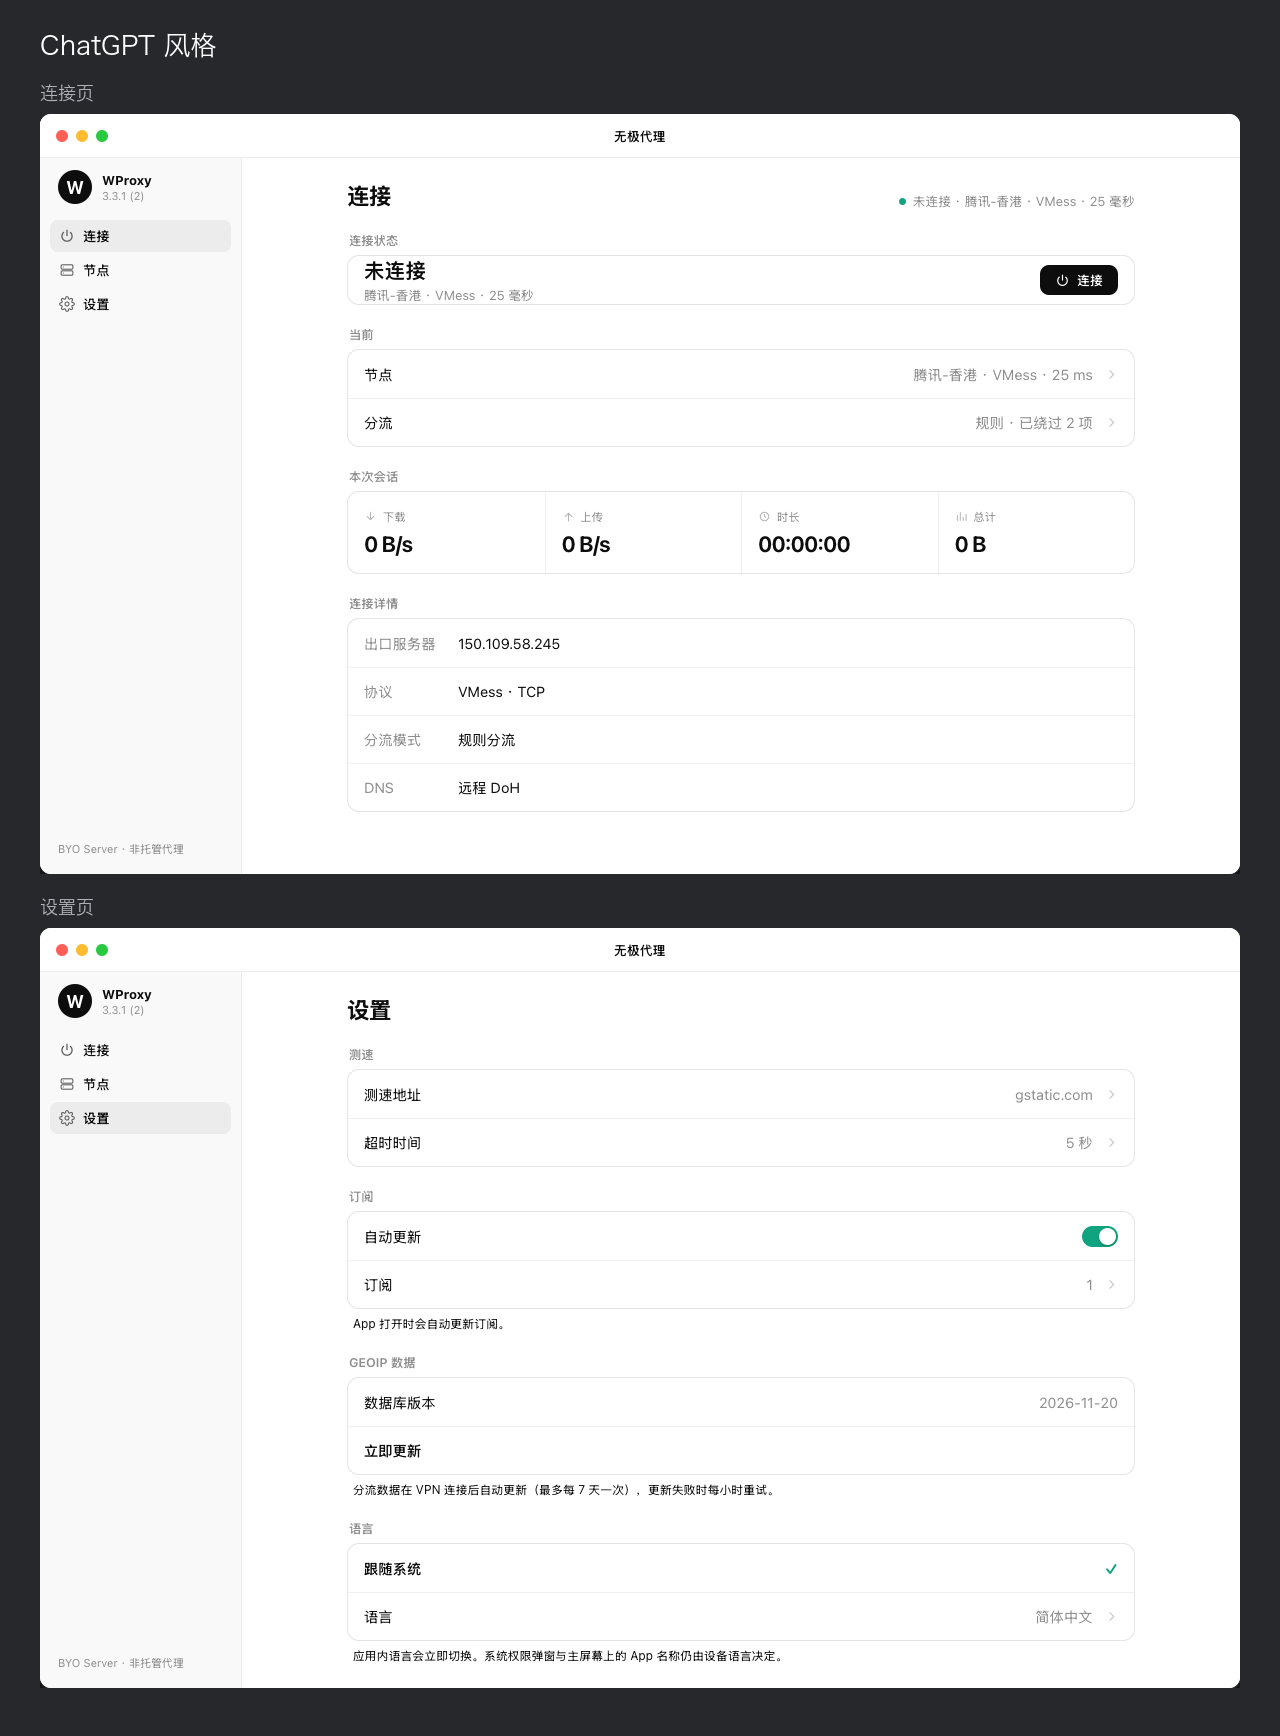 ChatGPT 风格
连接页
无极代理
W
WProxy
3.3.1 (2)
连接
节点
设置
BYO Server · 非托管代理
连接
未连接 · 腾讯-香港 · VMess · 25 毫秒
连接状态
未连接
腾讯-香港 · VMess · 25 毫秒
连接
当前
节点
腾讯-香港 · VMess · 25 ms
分流
规则 · 已绕过 2 项
本次会话
下载
0 B/s
上传
0 B/s
时长
00:00:00
总计
0 B
连接详情
出口服务器 150.109.58.245
协议 VMess · TCP
分流模式 规则分流
DNS 远程 DoH
设置页
无极代理
W
WProxy
3.3.1 (2)
连接
节点
设置
BYO Server · 非托管代理
设置
测速
测速地址 gstatic.com
超时时间 5 秒
订阅
自动更新
订阅 1
App 打开时会自动更新订阅。
GEOIP 数据
数据库版本 2026-11-20
立即更新
分流数据在 VPN 连接后自动更新（最多每 7 天一次），更新失败时每小时重试。
语言
跟随系统
语言 简体中文
应用内语言会立即切换。系统权限弹窗与主屏幕上的 App 名称仍由设备语言决定。